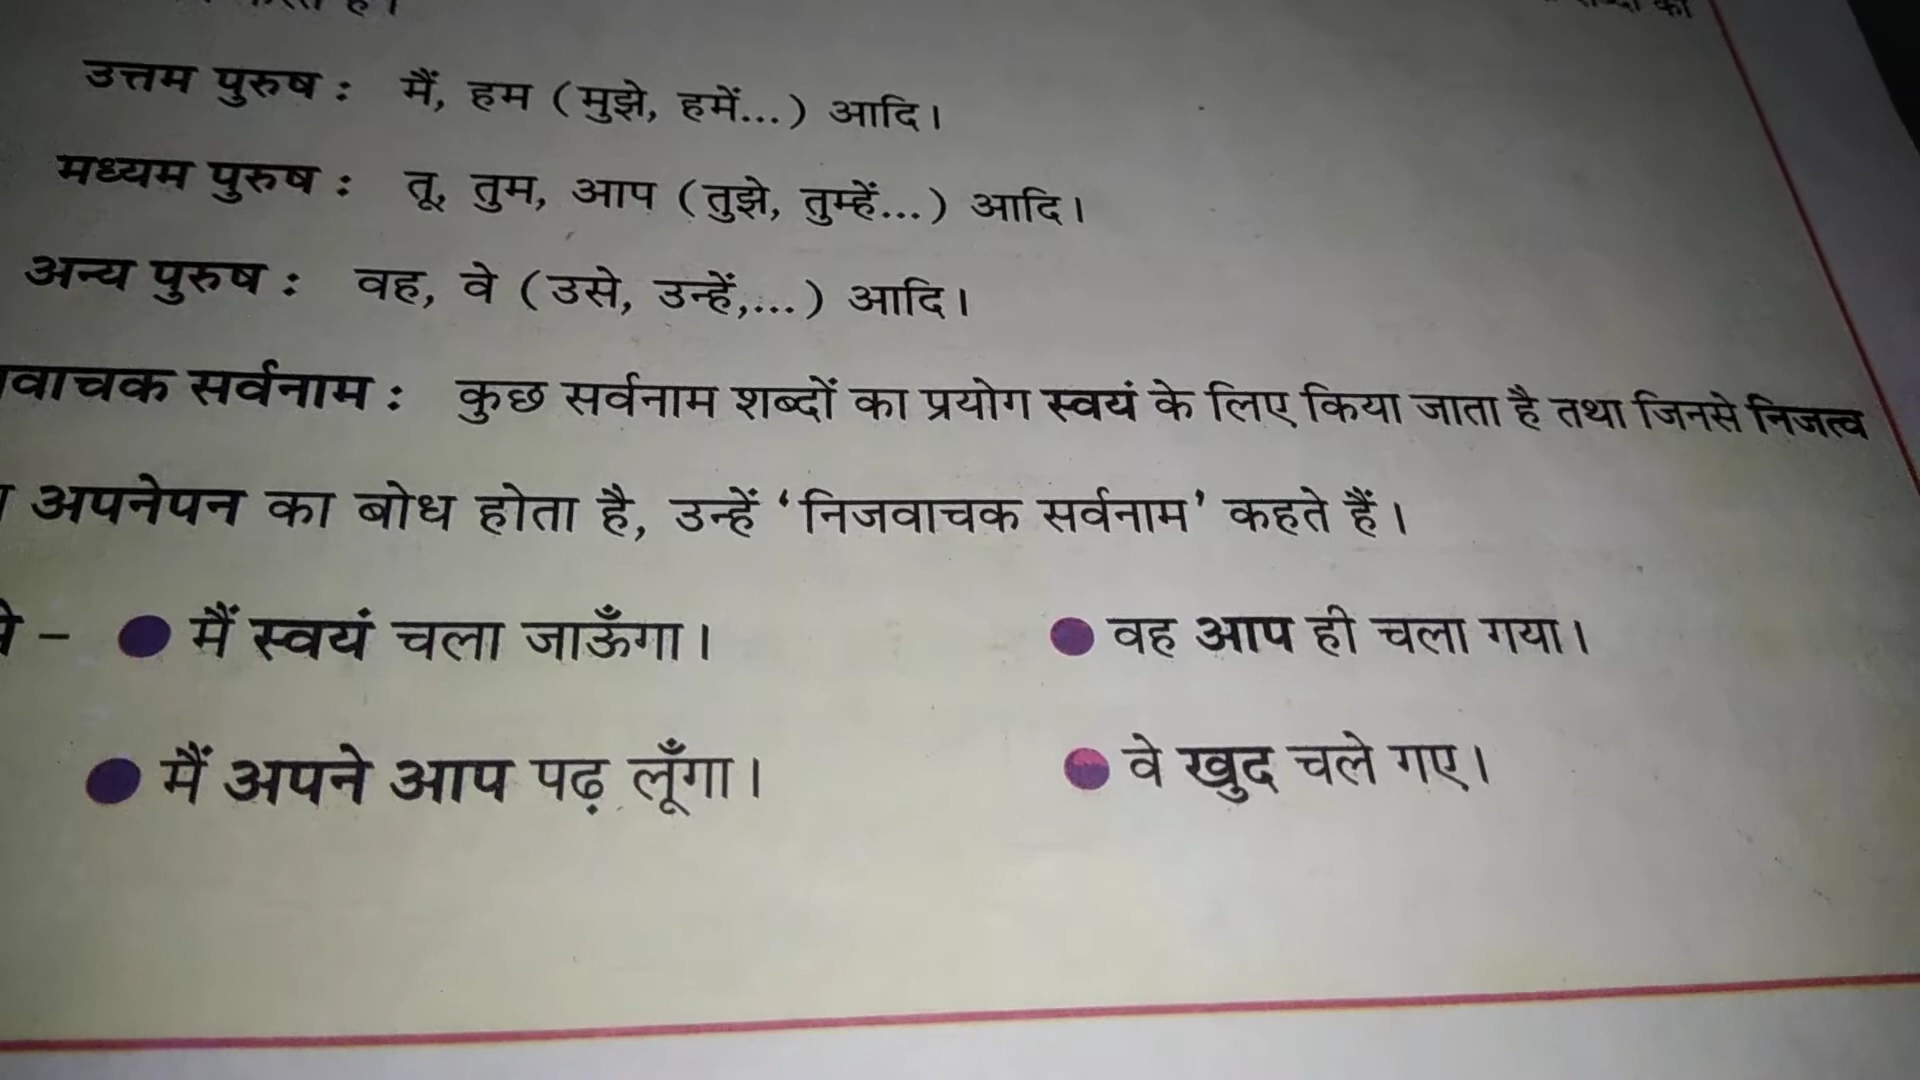 उत्तम पुरुष : मैं, हम (मुझे, हमें...) आदि।
मध्यम पुरुष : तू, तुम, आप (तुझे, तुम्हें...) आदि।
अन्य पुरुष : वह, वे (उसे, उन्हें,...) आदि।
वाचक सर्वनाम : कुछ सर्वनाम शब्दों का प्रयोग स्वयं के लिए किया जाता है तथा जिनसे निजत्व
अपनेपन का बोध होता है, उन्हें ‘निजवाचक सर्वनाम’ कहते हैं।
– ● मैं स्वयं चला जाऊँगा। ● वह आप ही चला गया।
● मैं अपने आप पढ़ लूँगा। ● वे खुद चले गए।